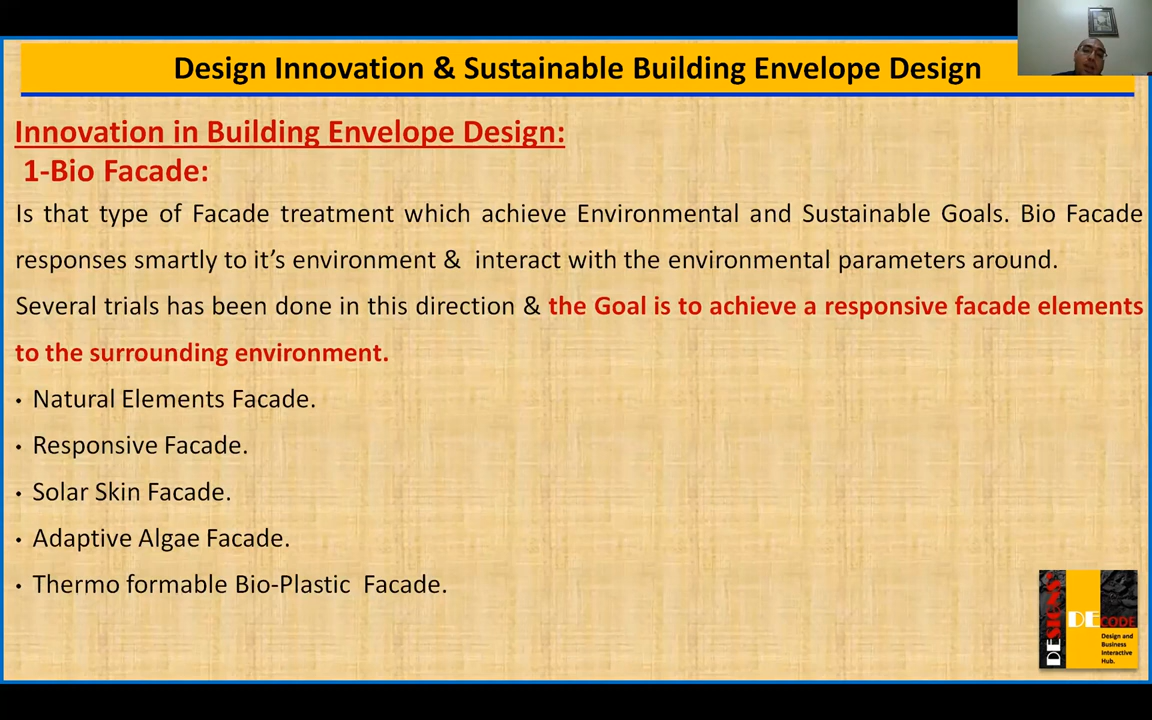 Design Innovation & Sustainable Building Envelope Design
Innovation in Building Envelope Design:
1-Bio Facade:
Is that type of Facade treatment which achieve Environmental and Sustainable Goals. Bio Facade
responses smartly to it’s environment & interact with the environmental parameters around.
Several trials has been done in this direction & the Goal is to achieve a responsive facade elements
to the surrounding environment.
• Natural Elements Facade.
• Responsive Facade.
• Solar Skin Facade.
• Adaptive Algae Facade.
• Thermo formable Bio-Plastic Facade.
DESIGNS
DECODE
Design and
Business
Interactive
Hub.